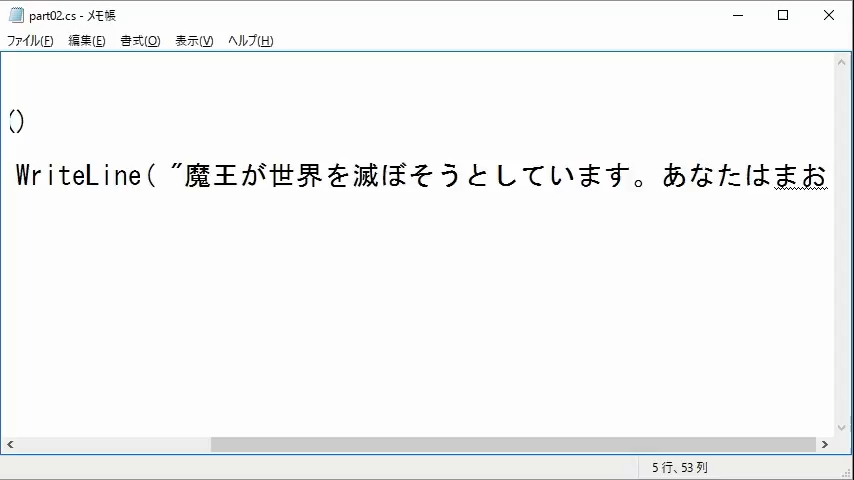 part02.cs - メモ帳
ファイル(F) 編集(E) 書式(O) 表示(V) ヘルプ(H)
()
WriteLine( "魔王が世界を滅ぼそうとしています。あなたはまお
5 行、53 列